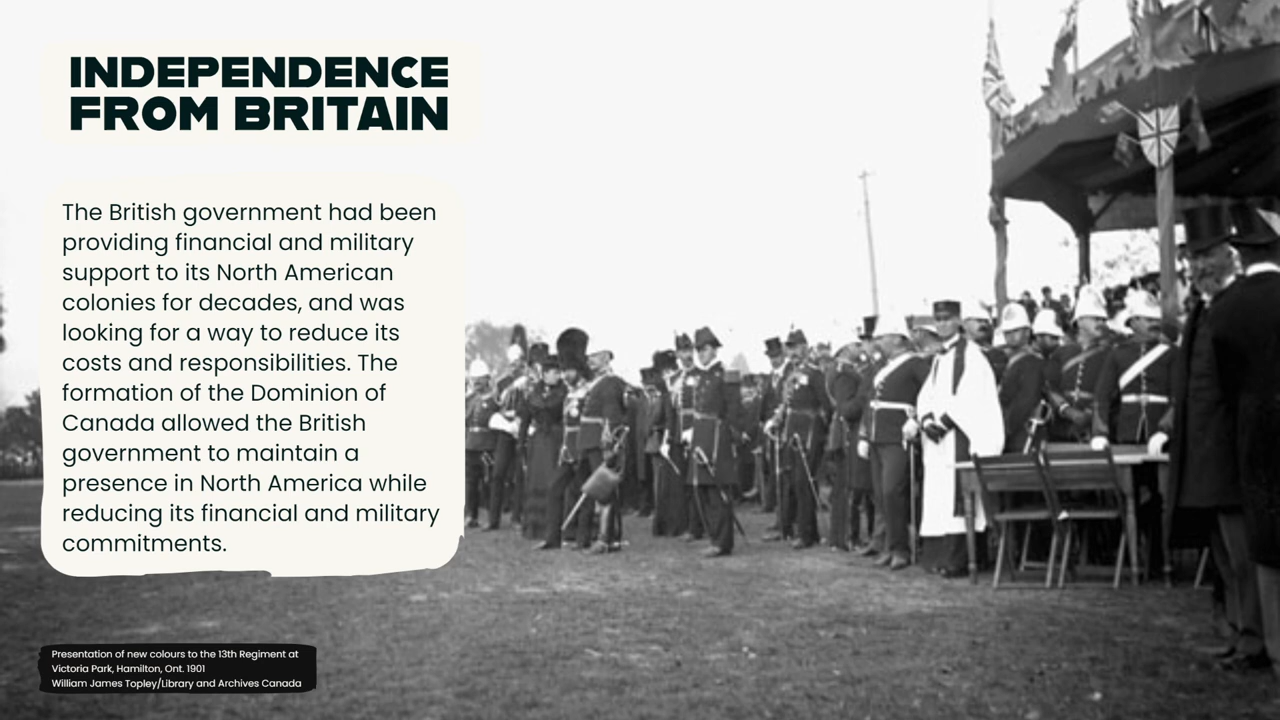 INDEPENDENCE
FROM BRITAIN
The British government had been
providing financial and military
support to its North American
colonies for decades, and was
looking for a way to reduce its
costs and responsibilities. The
formation of the Dominion of
Canada allowed the British
government to maintain a
presence in North America while
reducing its financial and military
commitments.
Presentation of new colours to the 13th Regiment at
Victoria Park, Hamilton, Ont. 1901
William James Topley/Library and Archives Canada